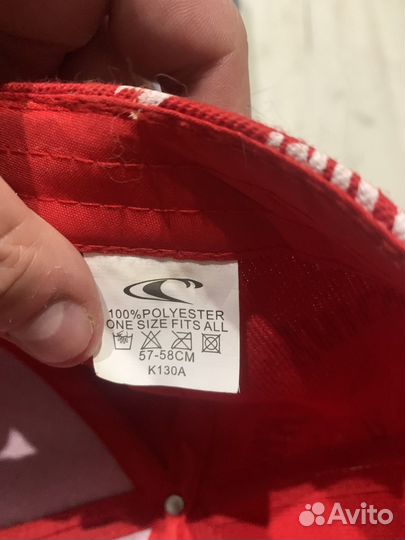 100%POLYESTER
ONE SIZE FITS ALL
57-58CM
K130A
Avito